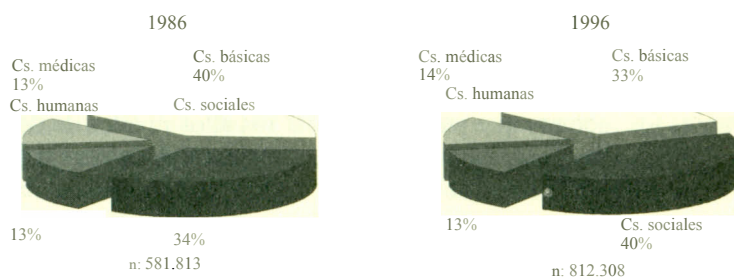 1986
Cs. médicas
13%
Cs. básicas
40%
Cs. humanas
Cs. sociales
13%
34%
n: 581.813
1996
Cs. médicas
14%
Cs. básicas
33%
Cs. humanas
13%
Cs. sociales
40%
n: 812.308